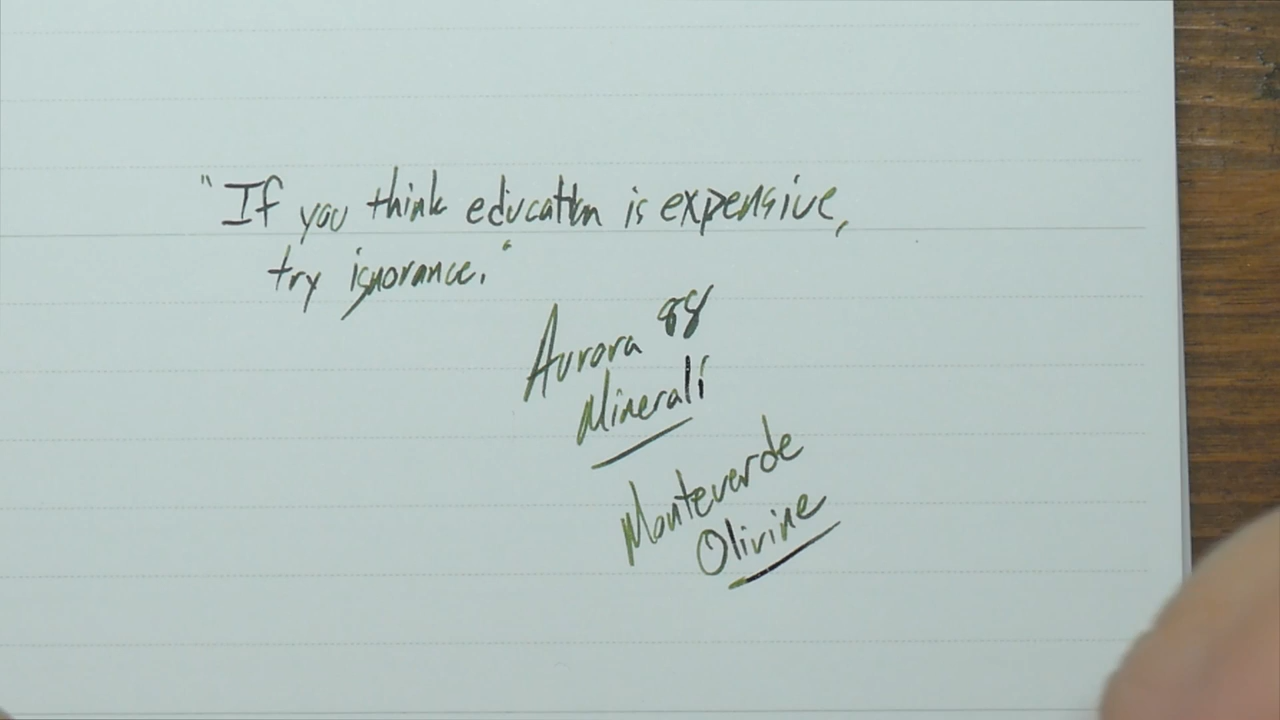 "If you think education is expensive,
try ignorance."
Aurora 88
Minerali
Monteverde
Olivine